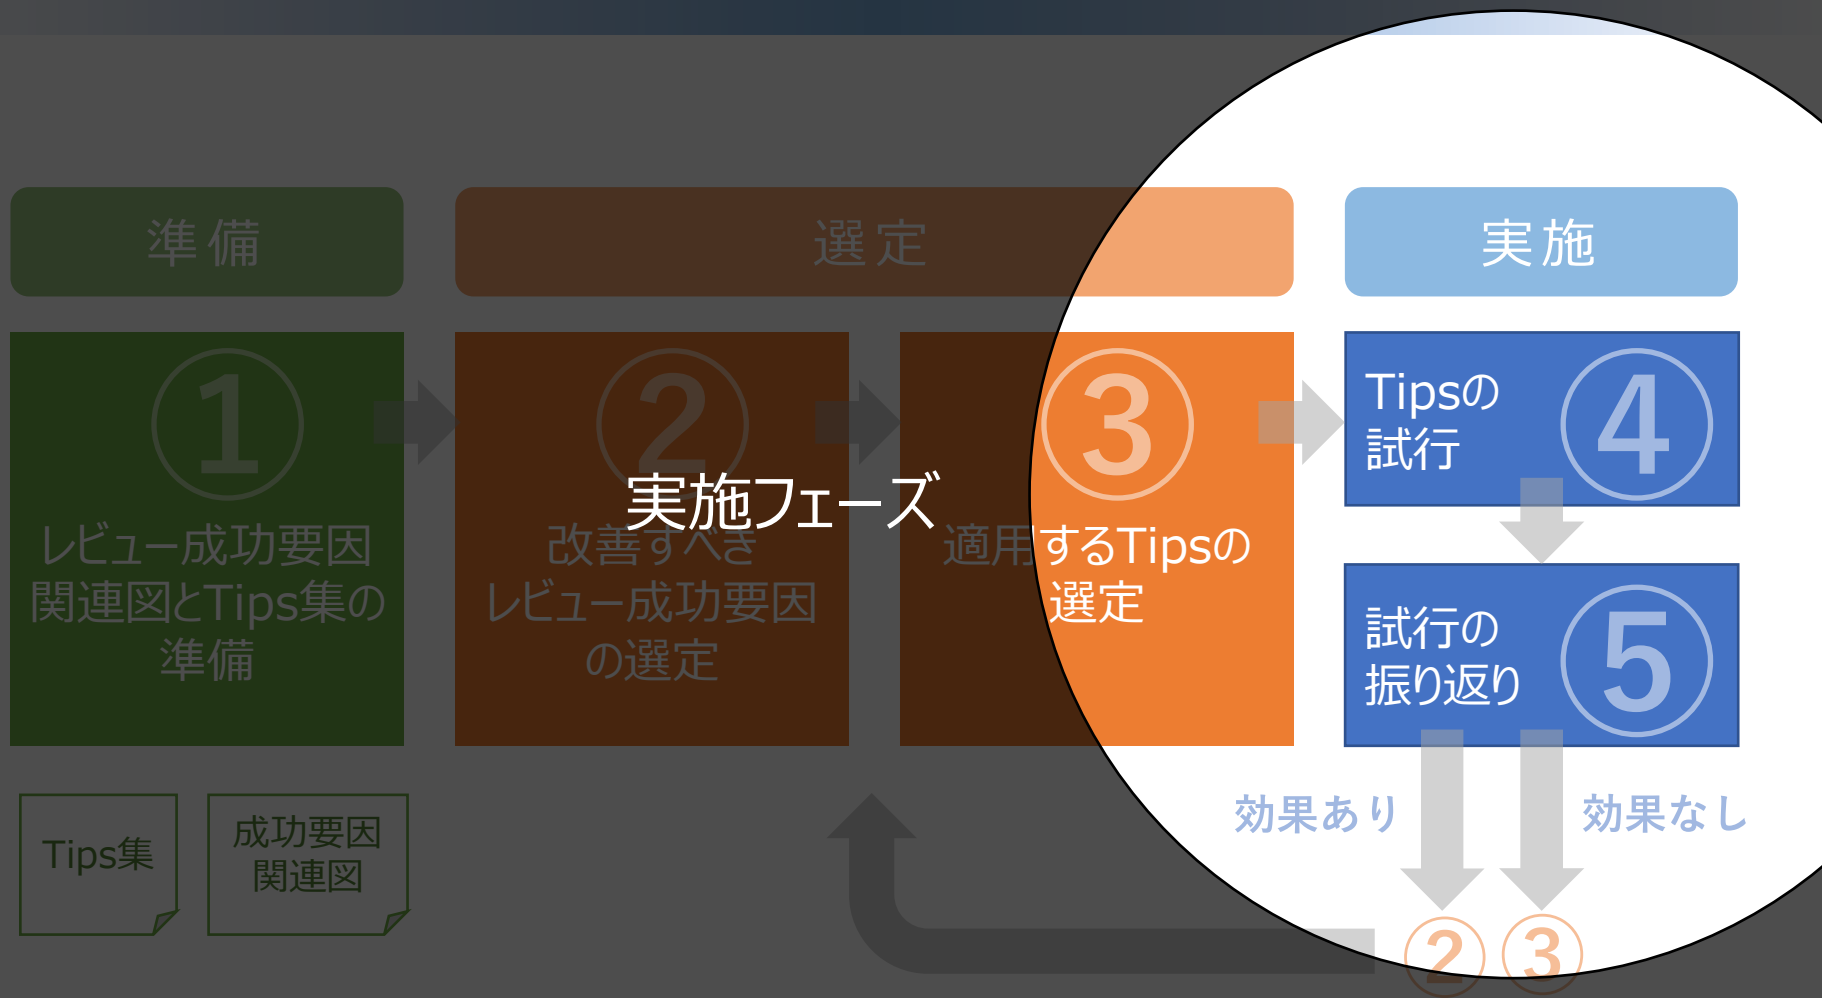 準備
選定
実施
①
レビュー成功要因
関連図とTips集の
準備
②
改善すべき
レビュー成功要因
の選定
③
適用するTipsの
選定
実施フェーズ
Tipsの
試行
④
試行の
振り返り
⑤
Tips集
成功要因
関連図
効果あり
効果なし
②
③